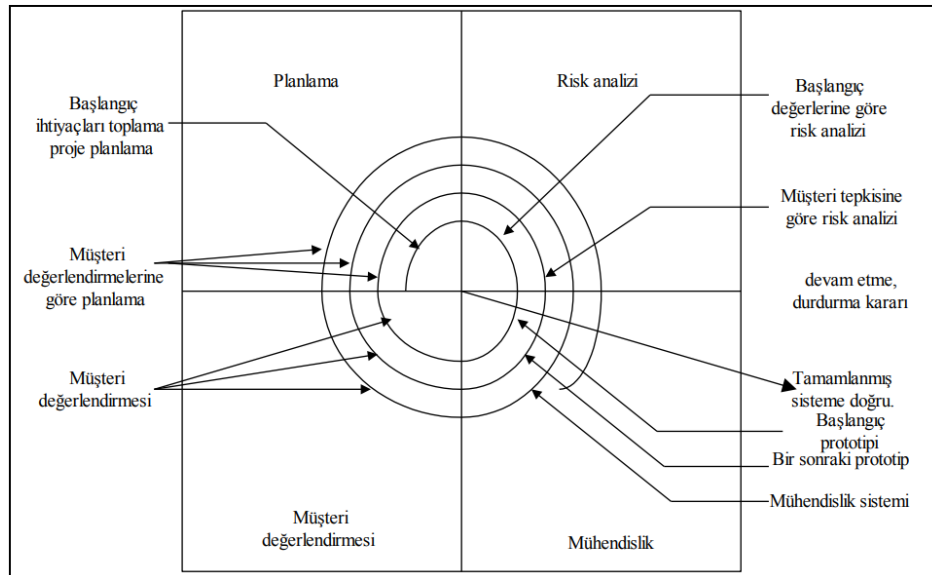 Planlama
Risk analizi
Başlangıç
ihtiyaçları toplama
proje planlama
Başlangıç
değerlerine göre
risk analizi
Müşteri tepkisine
göre risk analizi
Müşteri
değerlendirmelerine
göre planlama
devam etme,
durdurma kararı
Müşteri
değerlendirmesi
Tamamlanmış
sisteme doğru.
Başlangıç
prototipi
Bir sonraki prototip
Mühendislik sistemi
Müşteri
değerlendirmesi
Mühendislik